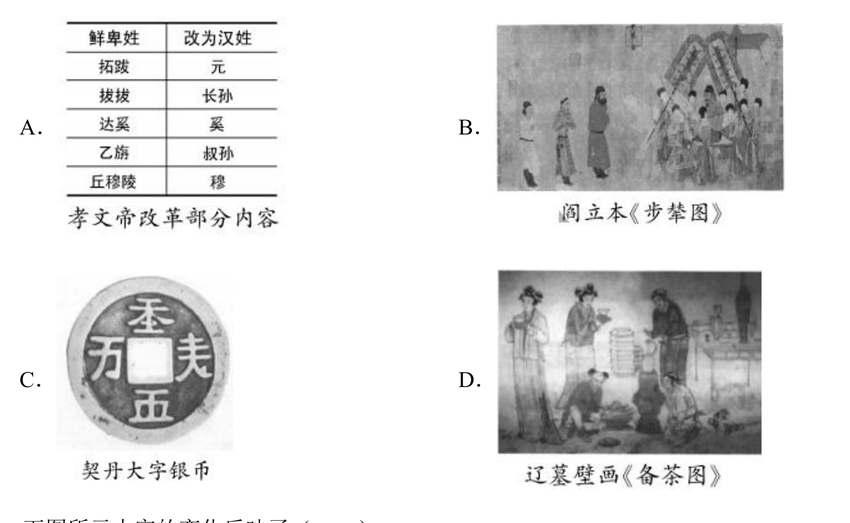 A.
鲜卑姓 改为汉姓
拓跋 元
拔拔 长孙
达奚 奚
乙旃 叔孙
丘穆陵 穆
孝文帝改革部分内容
B.
阎立本《步辇图》
C.
契丹大字银币
D.
辽墓壁画《备茶图》